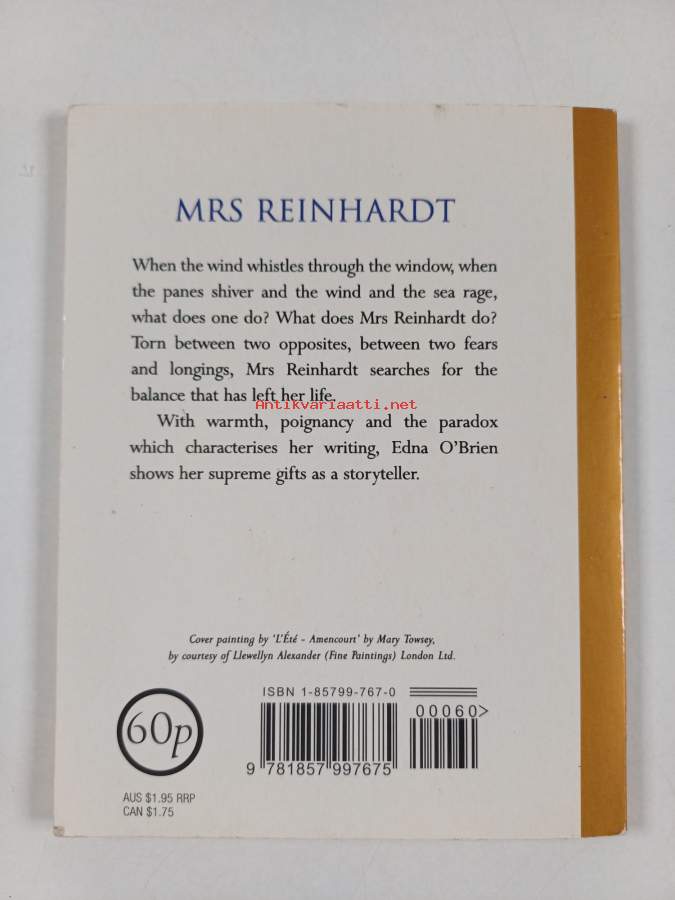 MRS REINHARDT
When the wind whistles through the window, when
the panes shiver and the wind and the sea rage,
what does one do? What does Mrs Reinhardt do?
Torn between two opposites, between two fears
and longings, Mrs Reinhardt searches for the
balance that has left her life.
Antikvariaatti.net
With warmth, poignancy and the paradox
which characterises her writing, Edna O'Brien
shows her supreme gifts as a storyteller.
Cover painting by 'L'Été - Amencourt' by Mary Towsey,
by courtesy of Llewellyn Alexander (Fine Paintings) London Ltd.
60p
AUS $1.95 RRP
CAN $1.75
ISBN 1-85799-767-0
00060>
9 781857 997675